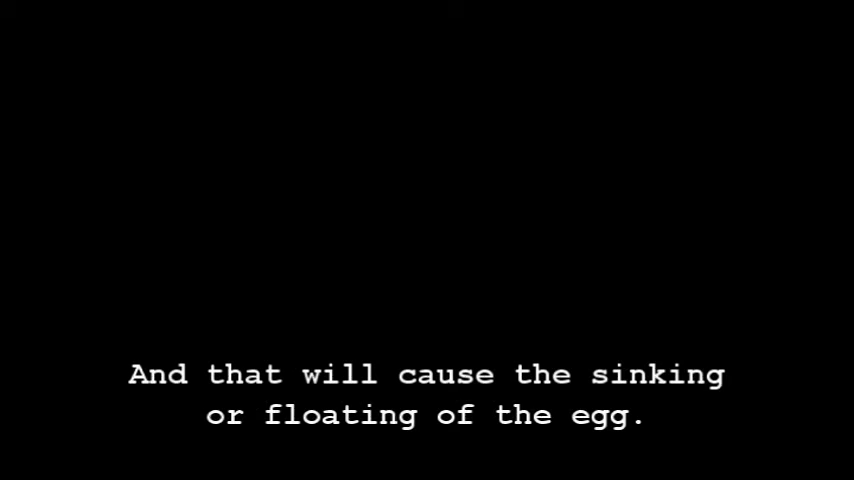 And that will cause the sinking
or floating of the egg.